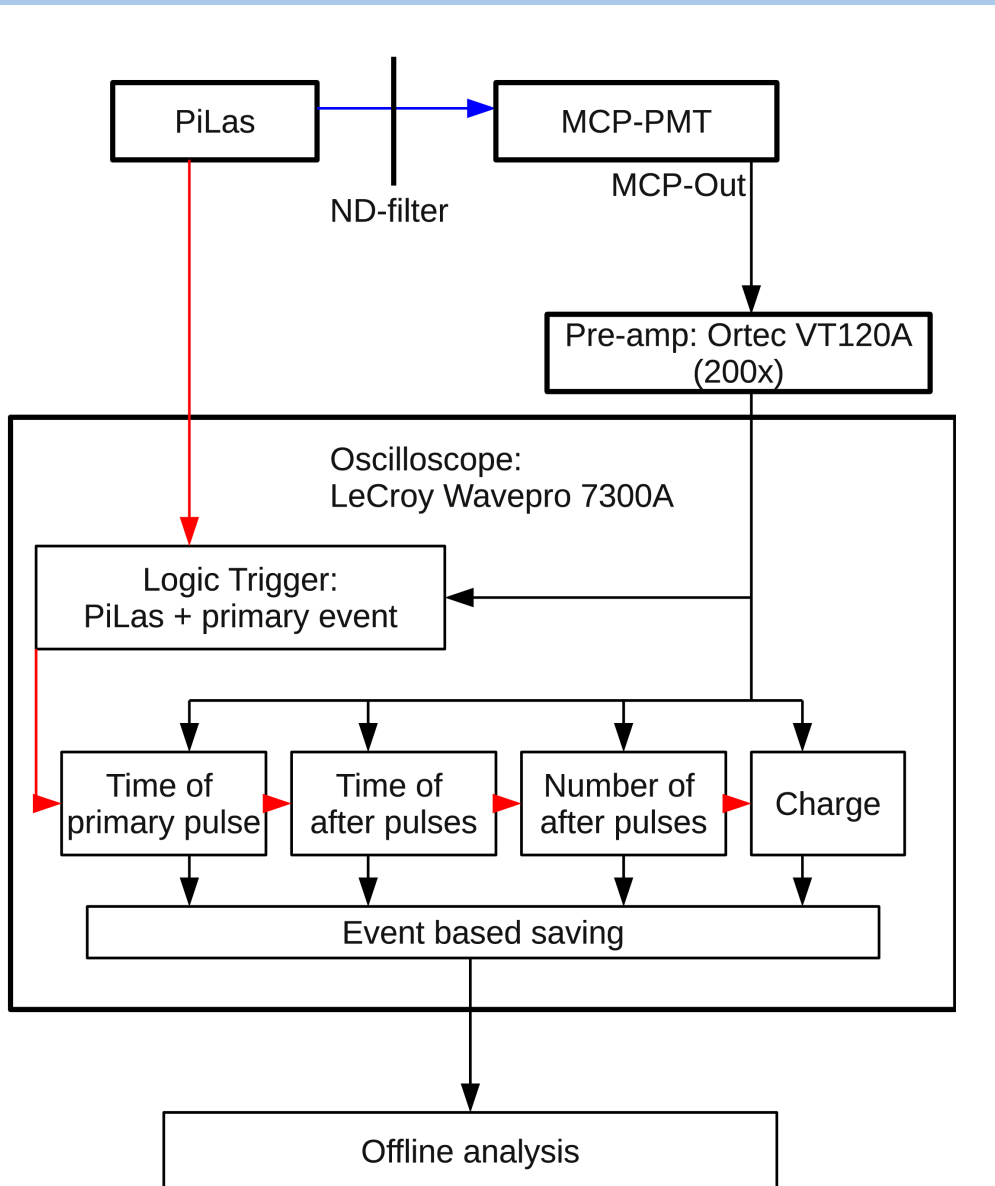 PiLas
MCP-PMT
MCP-Out
ND-filter
Pre-amp: Ortec VT120A
(200x)
Oscilloscope:
LeCroy Wavepro 7300A
Logic Trigger:
PiLas + primary event
Time of
primary pulse
Time of
after pulses
Number of
after pulses
Charge
Event based saving
Offline analysis